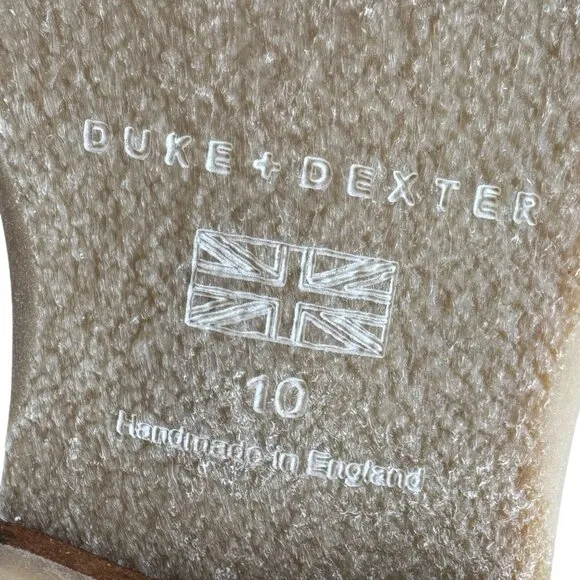 DUKE + DEXTER
10
Handmade in England